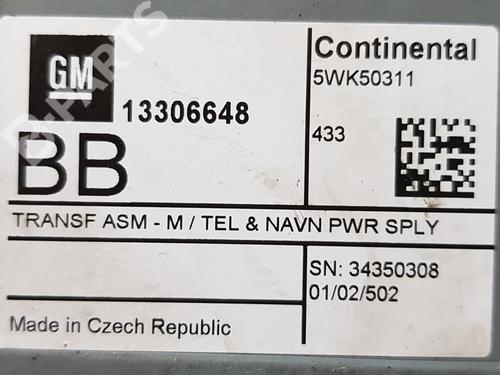 GM
13306648
BB
Continental
5WK50311
433
TRANSF ASM - M / TEL & NAVN PWR SPLY
SN: 34350308
01/02/502
Made in Czech Republic
B-PARTS